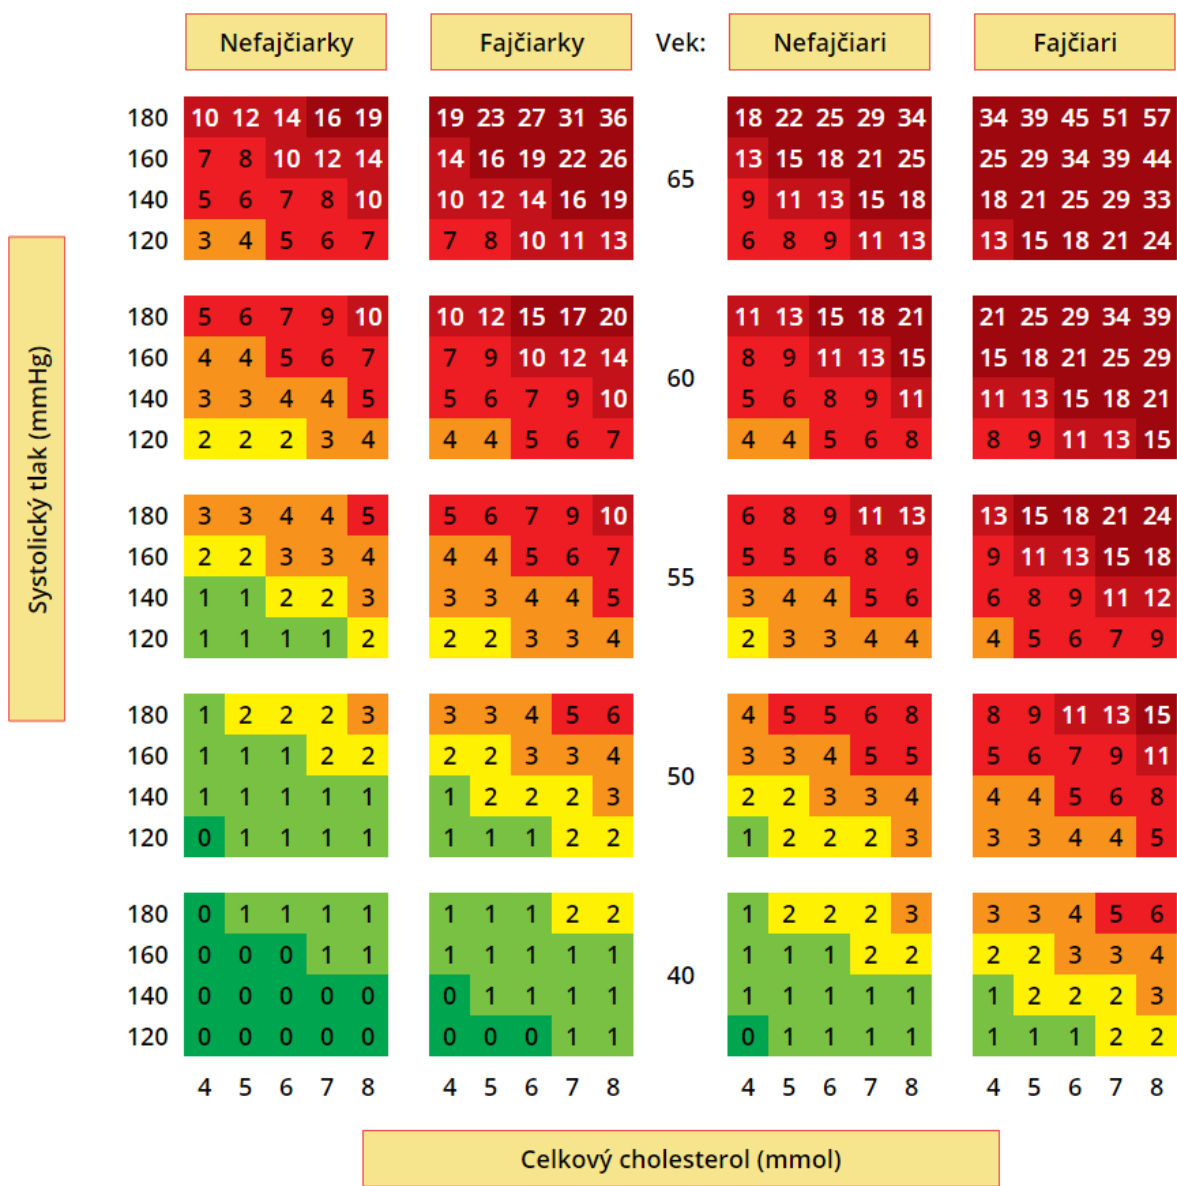 Nefajčiarky Fajčiarky Vek: Nefajčiari Fajčiari
180 10 12 14 16 19 19 23 27 31 36 18 22 25 29 34 34 39 45 51 57
160 7 8 10 12 14 14 16 19 22 26 13 15 18 21 25 25 29 34 39 44
65
140 5 6 7 8 10 10 12 14 16 19 9 11 13 15 18 18 21 25 29 33
120 3 4 5 6 7 7 8 10 11 13 6 8 9 11 13 13 15 18 21 24
180 5 6 7 9 10 10 12 15 17 20 11 13 15 18 21 21 25 29 34 39
160 4 4 5 6 7 7 9 10 12 14 8 9 11 13 15 15 18 21 25 29
60
140 3 3 4 4 5 5 6 7 9 10 5 6 8 9 11 11 13 15 18 21
120 2 2 2 3 4 4 4 5 6 7 4 4 5 6 8 8 9 11 13 15
180 3 3 4 4 5 5 6 7 9 10 6 8 9 11 13 13 15 18 21 24
160 2 2 3 3 4 4 4 5 6 7 5 5 6 8 9 9 11 13 15 18
55
140 1 1 2 2 3 3 3 4 4 5 3 4 4 5 6 6 8 9 11 12
120 1 1 1 1 2 2 2 3 3 4 2 3 3 4 4 4 5 6 7 9
180 1 2 2 2 3 3 3 4 5 6 4 5 5 6 8 8 9 11 13 15
160 1 1 1 2 2 2 2 3 3 4 3 3 4 5 5 5 6 7 9 11
50
140 1 1 1 1 1 1 2 2 2 3 2 2 3 3 4 4 4 5 6 8
120 0 1 1 1 1 1 1 1 2 2 1 2 2 2 3 3 3 4 4 5
180 0 1 1 1 1 1 1 1 2 2 1 2 2 2 3 3 3 4 5 6
160 0 0 0 1 1 1 1 1 1 1 1 1 1 2 2 2 2 3 3 4
40
140 0 0 0 0 0 0 1 1 1 1 1 1 1 1 1 1 2 2 2 3
120 0 0 0 0 0 0 0 0 1 1 0 1 1 1 1 1 1 1 2 2
4 5 6 7 8 4 5 6 7 8 4 5 6 7 8 4 5 6 7 8
Systolický tlak (mmHg)
Celkový cholesterol (mmol)